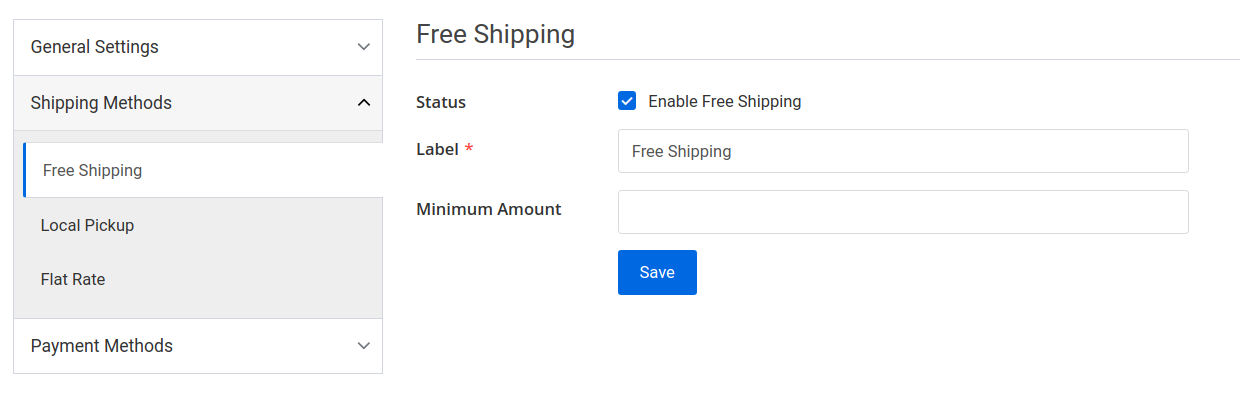 General Settings
Shipping Methods
Free Shipping
Local Pickup
Flat Rate
Payment Methods
Free Shipping
Status
Enable Free Shipping
Label *
Free Shipping
Minimum Amount
Save